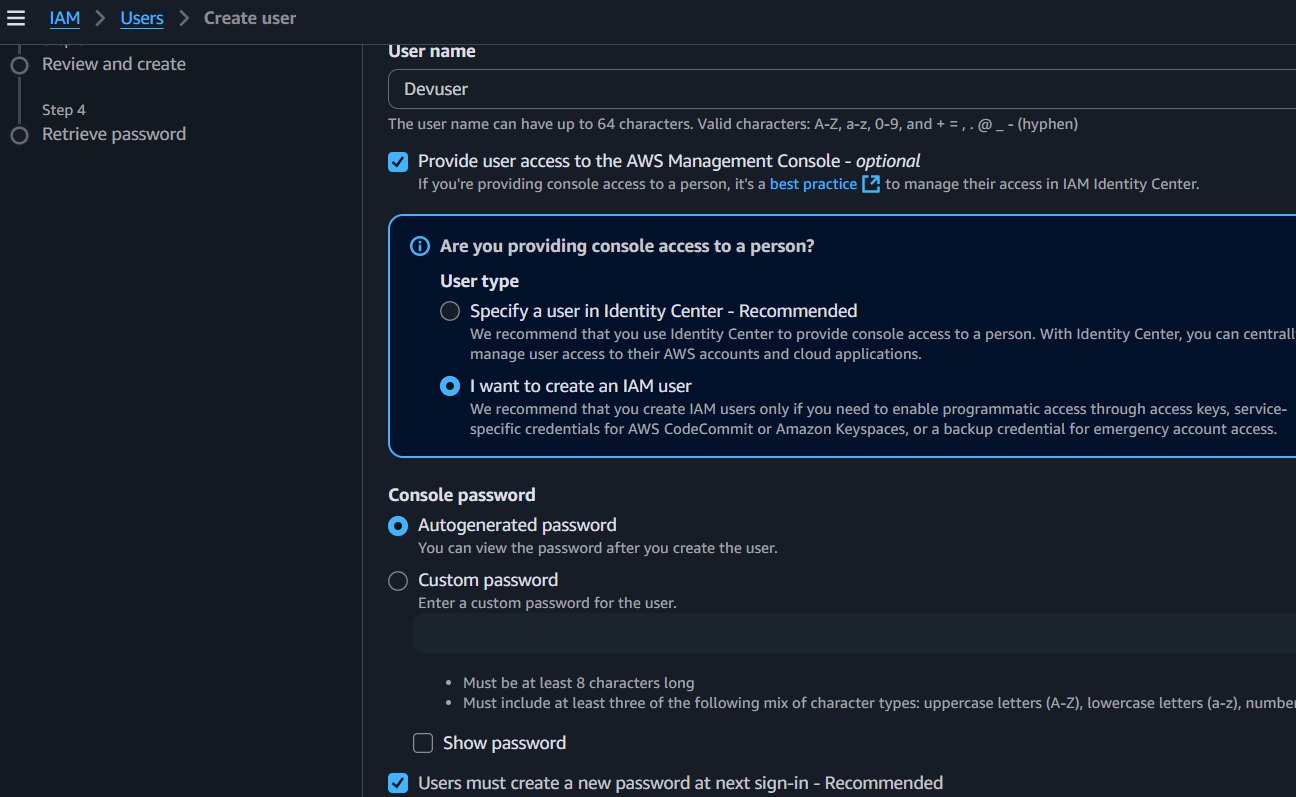 IAM > Users > Create user
Review and create
Step 4
Retrieve password
User name
Devuser
The user name can have up to 64 characters. Valid characters: A-Z, a-z, 0-9, and + = , . @ _ - (hyphen)
Provide user access to the AWS Management Console - optional
If you're providing console access to a person, it's a best practice to manage their access in IAM Identity Center.
Are you providing console access to a person?
User type
Specify a user in Identity Center - Recommended
We recommend that you use Identity Center to provide console access to a person. With Identity Center, you can centrall
manage user access to their AWS accounts and cloud applications.
I want to create an IAM user
We recommend that you create IAM users only if you need to enable programmatic access through access keys, service-
specific credentials for AWS CodeCommit or Amazon Keyspaces, or a backup credential for emergency account access.
Console password
Autogenerated password
You can view the password after you create the user.
Custom password
Enter a custom password for the user.
• Must be at least 8 characters long
• Must include at least three of the following mix of character types: uppercase letters (A-Z), lowercase letters (a-z), number
Show password
Users must create a new password at next sign-in - Recommended